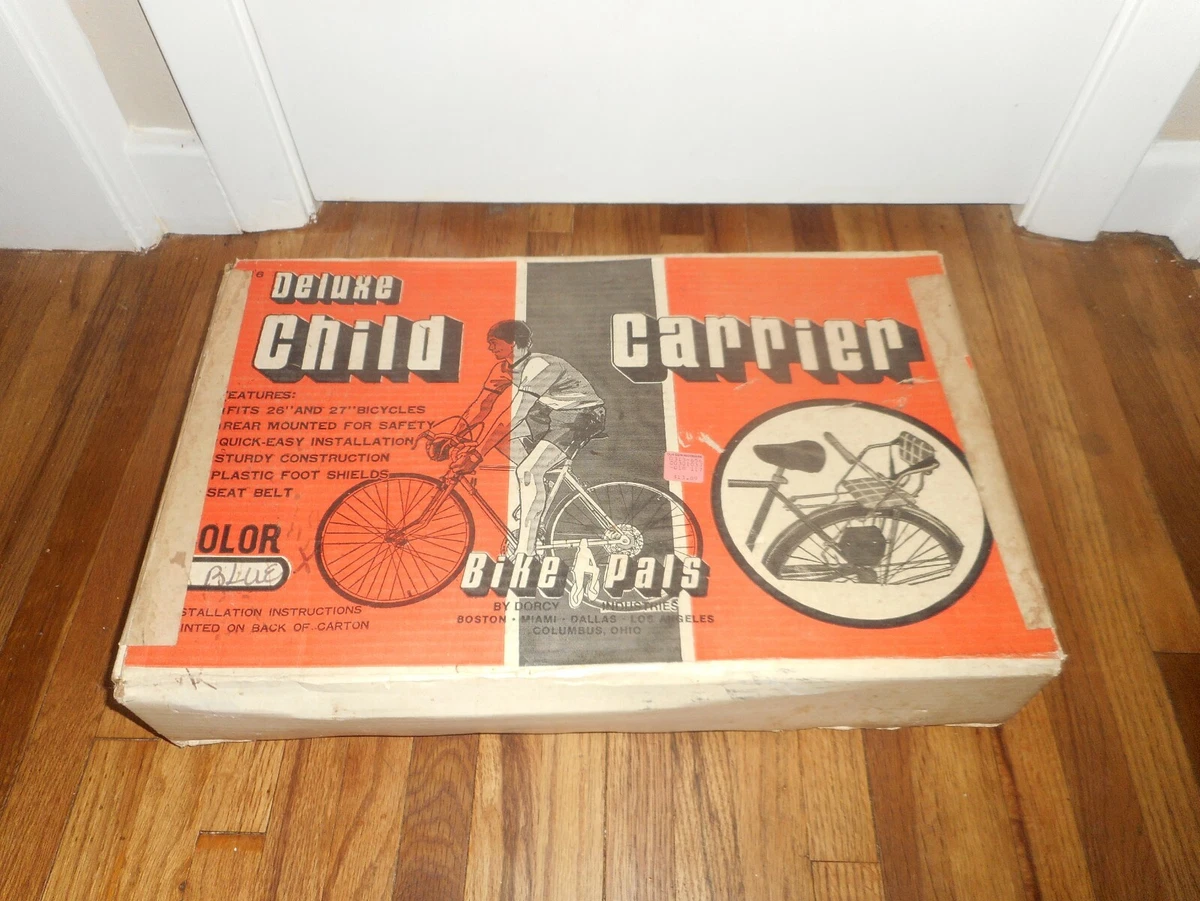 6
Deluxe
Child Carrier
EATURES:
FITS 26"AND 27"BICYCLES
REAR MOUNTED FOR SAFETY
QUICK-EASY INSTALLATION
STURDY CONSTRUCTION
PLASTIC FOOT SHIELDS
SEAT BELT
OLOR
BLUE
STALLATION INSTRUCTIONS
INTED ON BACK OF CARTON
Bike Pals
BY DORCY INDUSTRIES
BOSTON • MIAMI • DALLAS • LOS ANGELES
COLUMBUS, OHIO